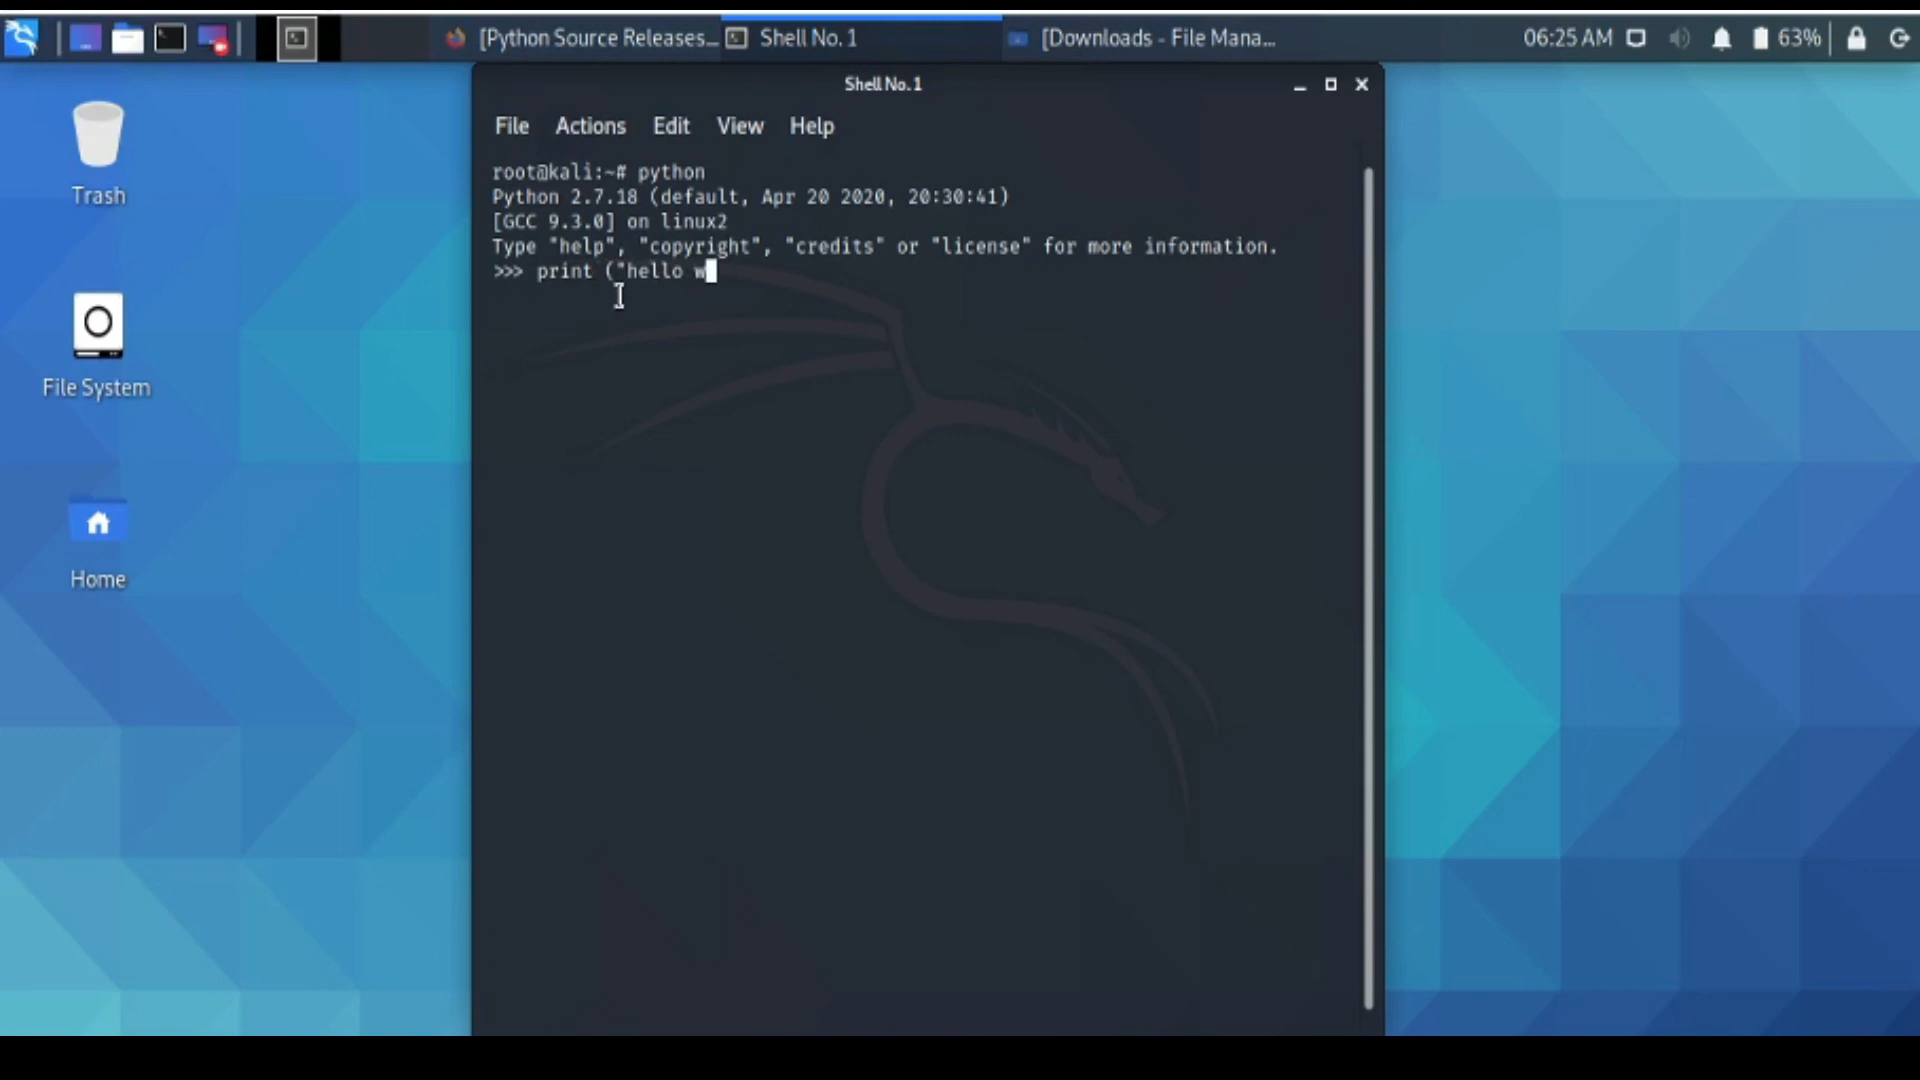 [Python Source Releases... Shell No. 1 [Downloads - File Mana... 06:25 AM 63%
Shell No. 1
File Actions Edit View Help
root@kali:~# python
Python 2.7.18 (default, Apr 20 2020, 20:30:41)
[GCC 9.3.0] on linux2
Type "help", "copyright", "credits" or "license" for more information.
>>> print ("hello w
Trash
File System
Home